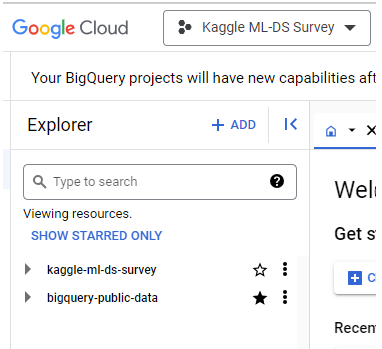 Google Cloud
Kaggle ML-DS Survey
Your BigQuery projects will have new capabilities aft
Explorer
+ ADD
Type to search
?
Viewing resources.
SHOW STARRED ONLY
kaggle-ml-ds-survey
bigquery-public-data
Get s
Recen